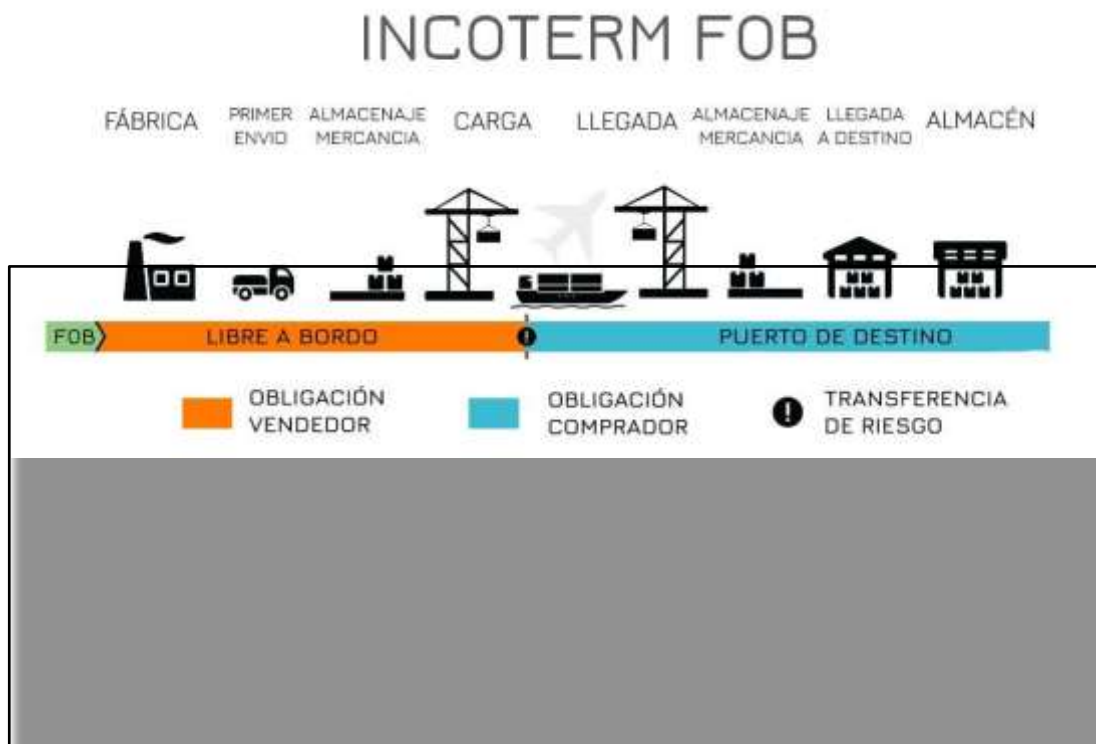 INCOTERM FOB
FÁBRICA
PRIMER
ENVIO
ALMACENAJE
MERCANCIA
CARGA
LLEGADA
ALMACENAJE
MERCANCIA
LLEGADA
A DESTINO
ALMACÉN
FOB
LIBRE A BORDO
PUERTO DE DESTINO
OBLIGACIÓN
VENDEDOR
OBLIGACIÓN
COMPRADOR
TRANSFERENCIA
DE RIESGO